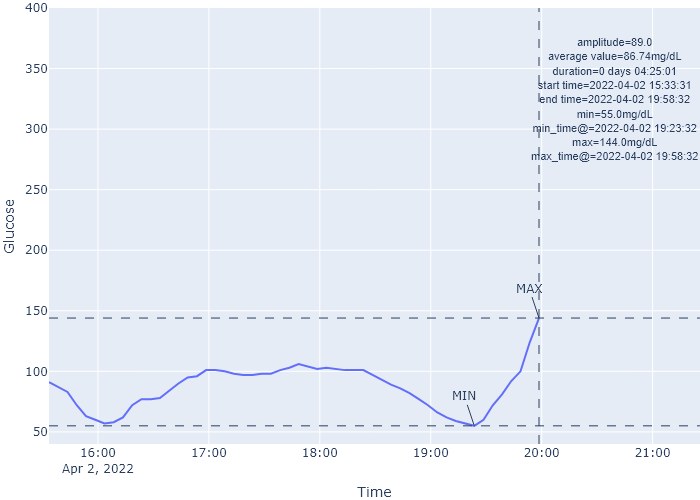 400
350
300
250
200
150
100
50
Glucose
amplitude=89.0
average value=86.74mg/dL
duration=0 days 04:25:01
start time=2022-04-02 15:33:31
end time=2022-04-02 19:58:32
min=55.0mg/dL
min_time@=2022-04-02 19:23:32
max=144.0mg/dL
max_time@=2022-04-02 19:58:32
MAX
MIN
16:00 17:00 18:00 19:00 20:00 21:00
Apr 2, 2022
Time